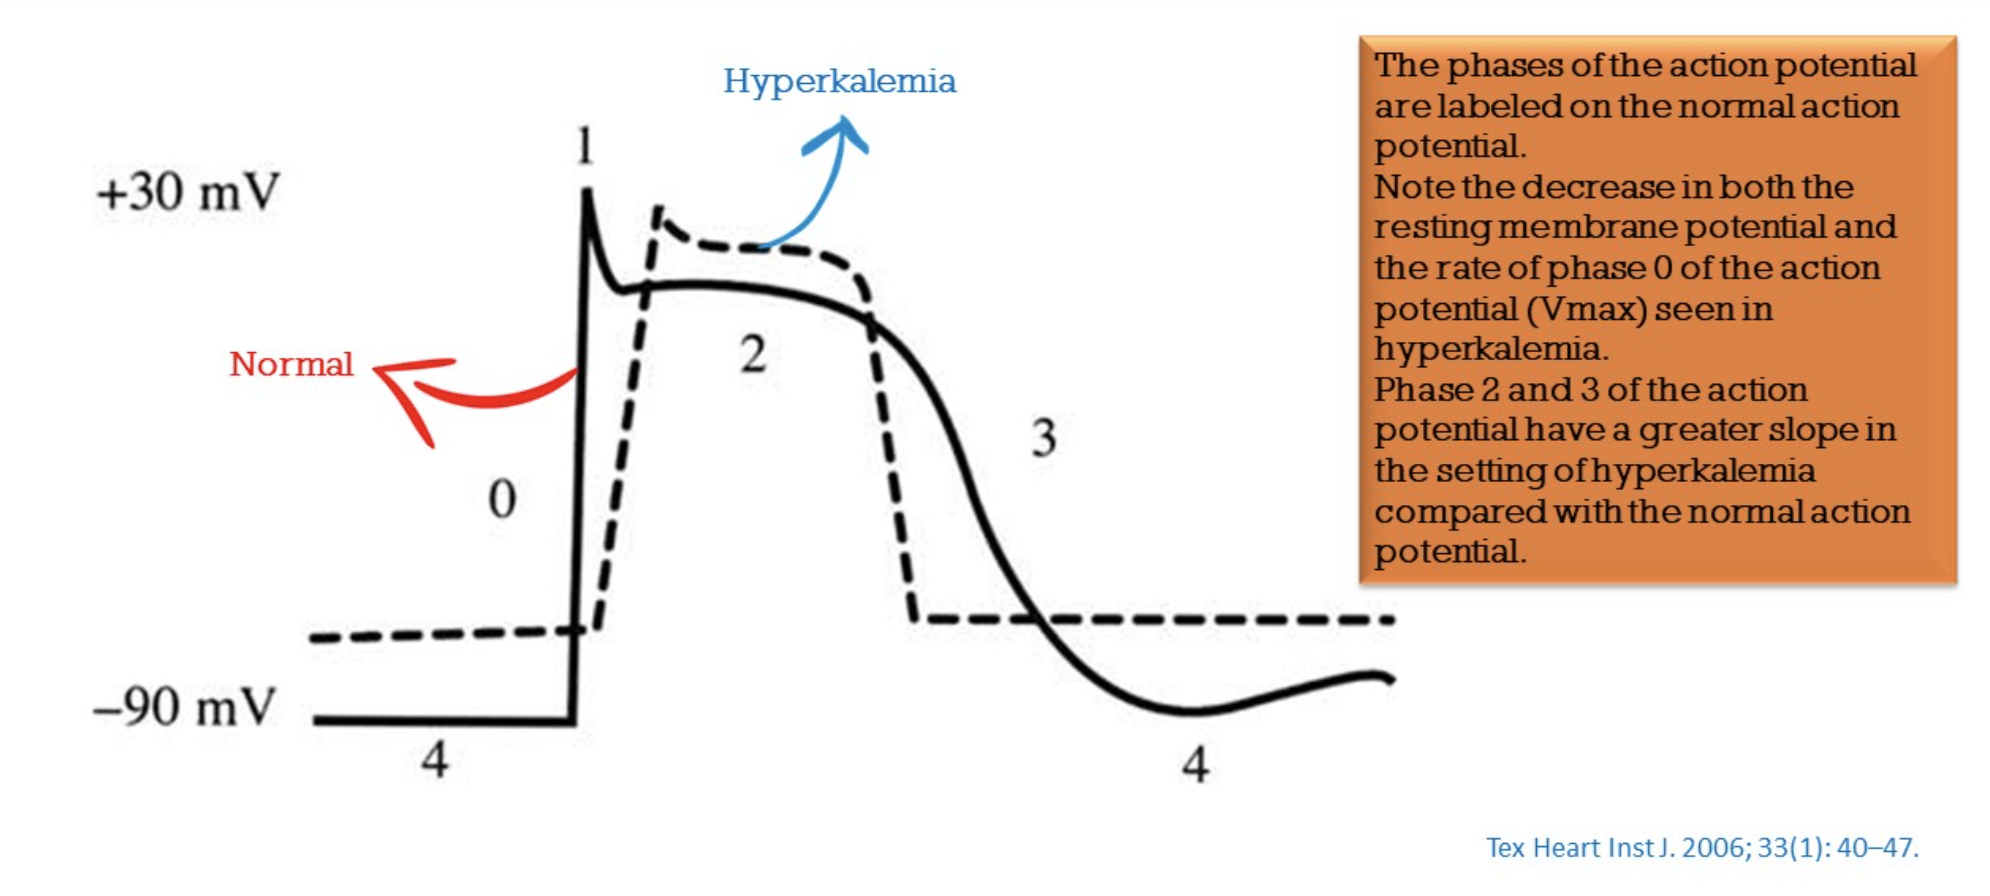 Hyperkalemia
1
+30 mV
Normal
2
3
0
–90 mV
4
4
The phases of the action potential
are labeled on the normal action
potential.
Note the decrease in both the
resting membrane potential and
the rate of phase 0 of the action
potential (Vmax) seen in
hyperkalemia.
Phase 2 and 3 of the action
potential have a greater slope in
the setting of hyperkalemia
compared with the normal action
potential.
Tex Heart Inst J. 2006; 33(1): 40–47.